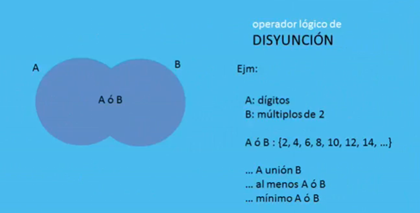 operador lógico de
DISYUNCIÓN
A
B
A ó B
Ejm:
A: dígitos
B: múltiplos de 2
A ó B : {2, 4, 6, 8, 10, 12, 14, ...}
... A unión B
... al menos A ó B
... mínimo A ó B